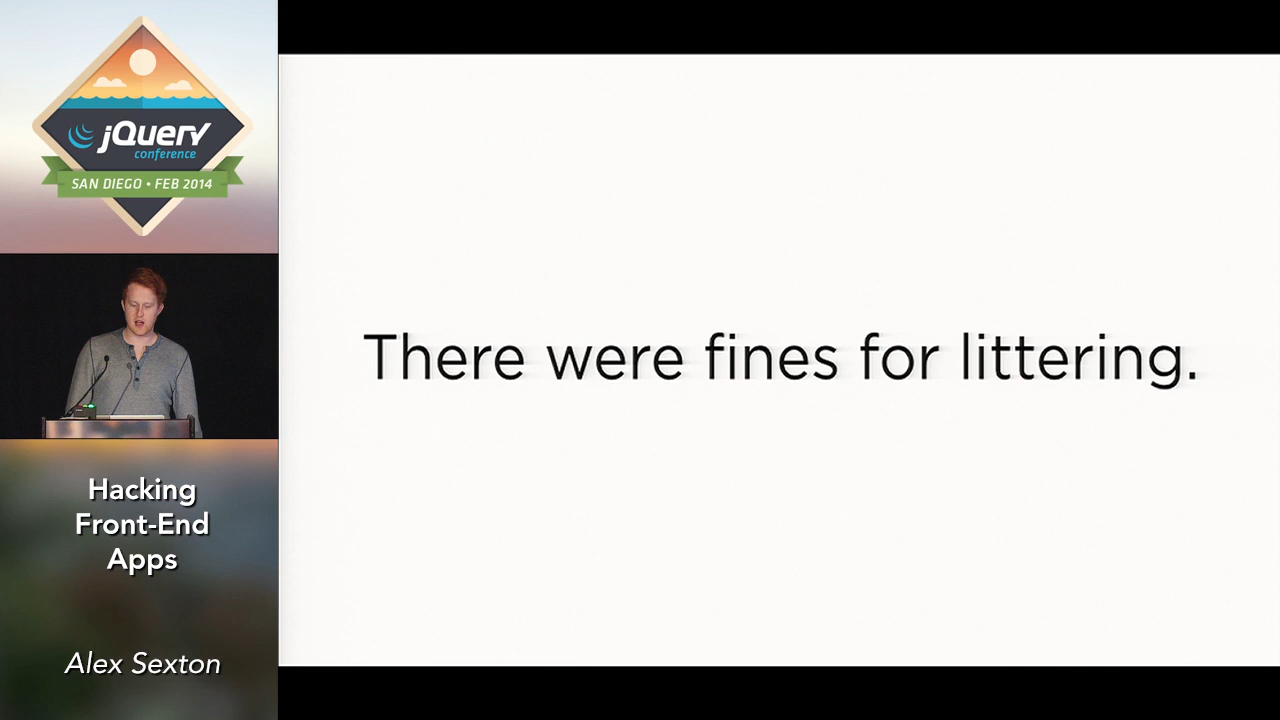 jQuery
conference
SAN DIEGO • FEB 2014
There were fines for littering.
Hacking
Front-End
Apps
Alex Sexton